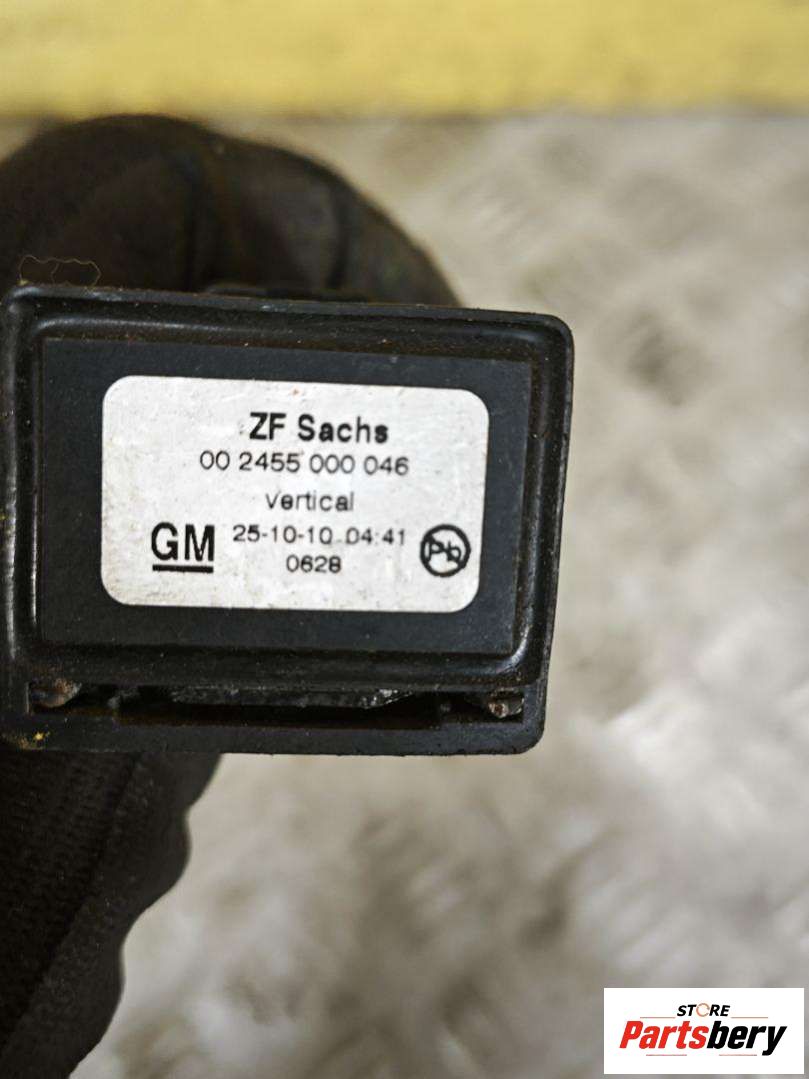 ZF Sachs
00 2455 000 046
vertical
GM 25-10-10 04:41
0628
Pb
STORE
Partsbery